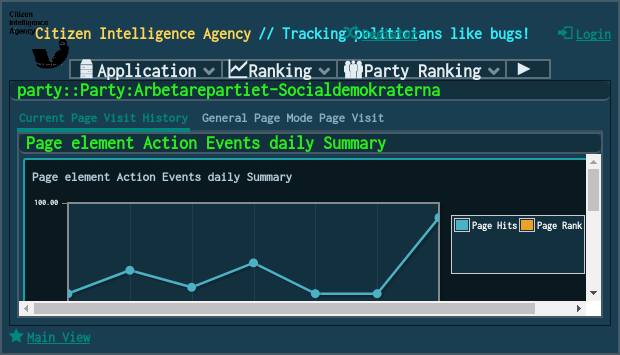 Citizen
Intelligence
Agency
Citizen Intelligence Agency // Tracking politicians like bugs!
Register
Login
Application
Ranking
Party Ranking
party::Party:Arbetarepartiet-Socialdemokraterna
Current Page Visit History
General Page Mode Page Visit
Page element Action Events daily Summary
Page element Action Events daily Summary
100.00
Page Hits
Page Rank
Main View